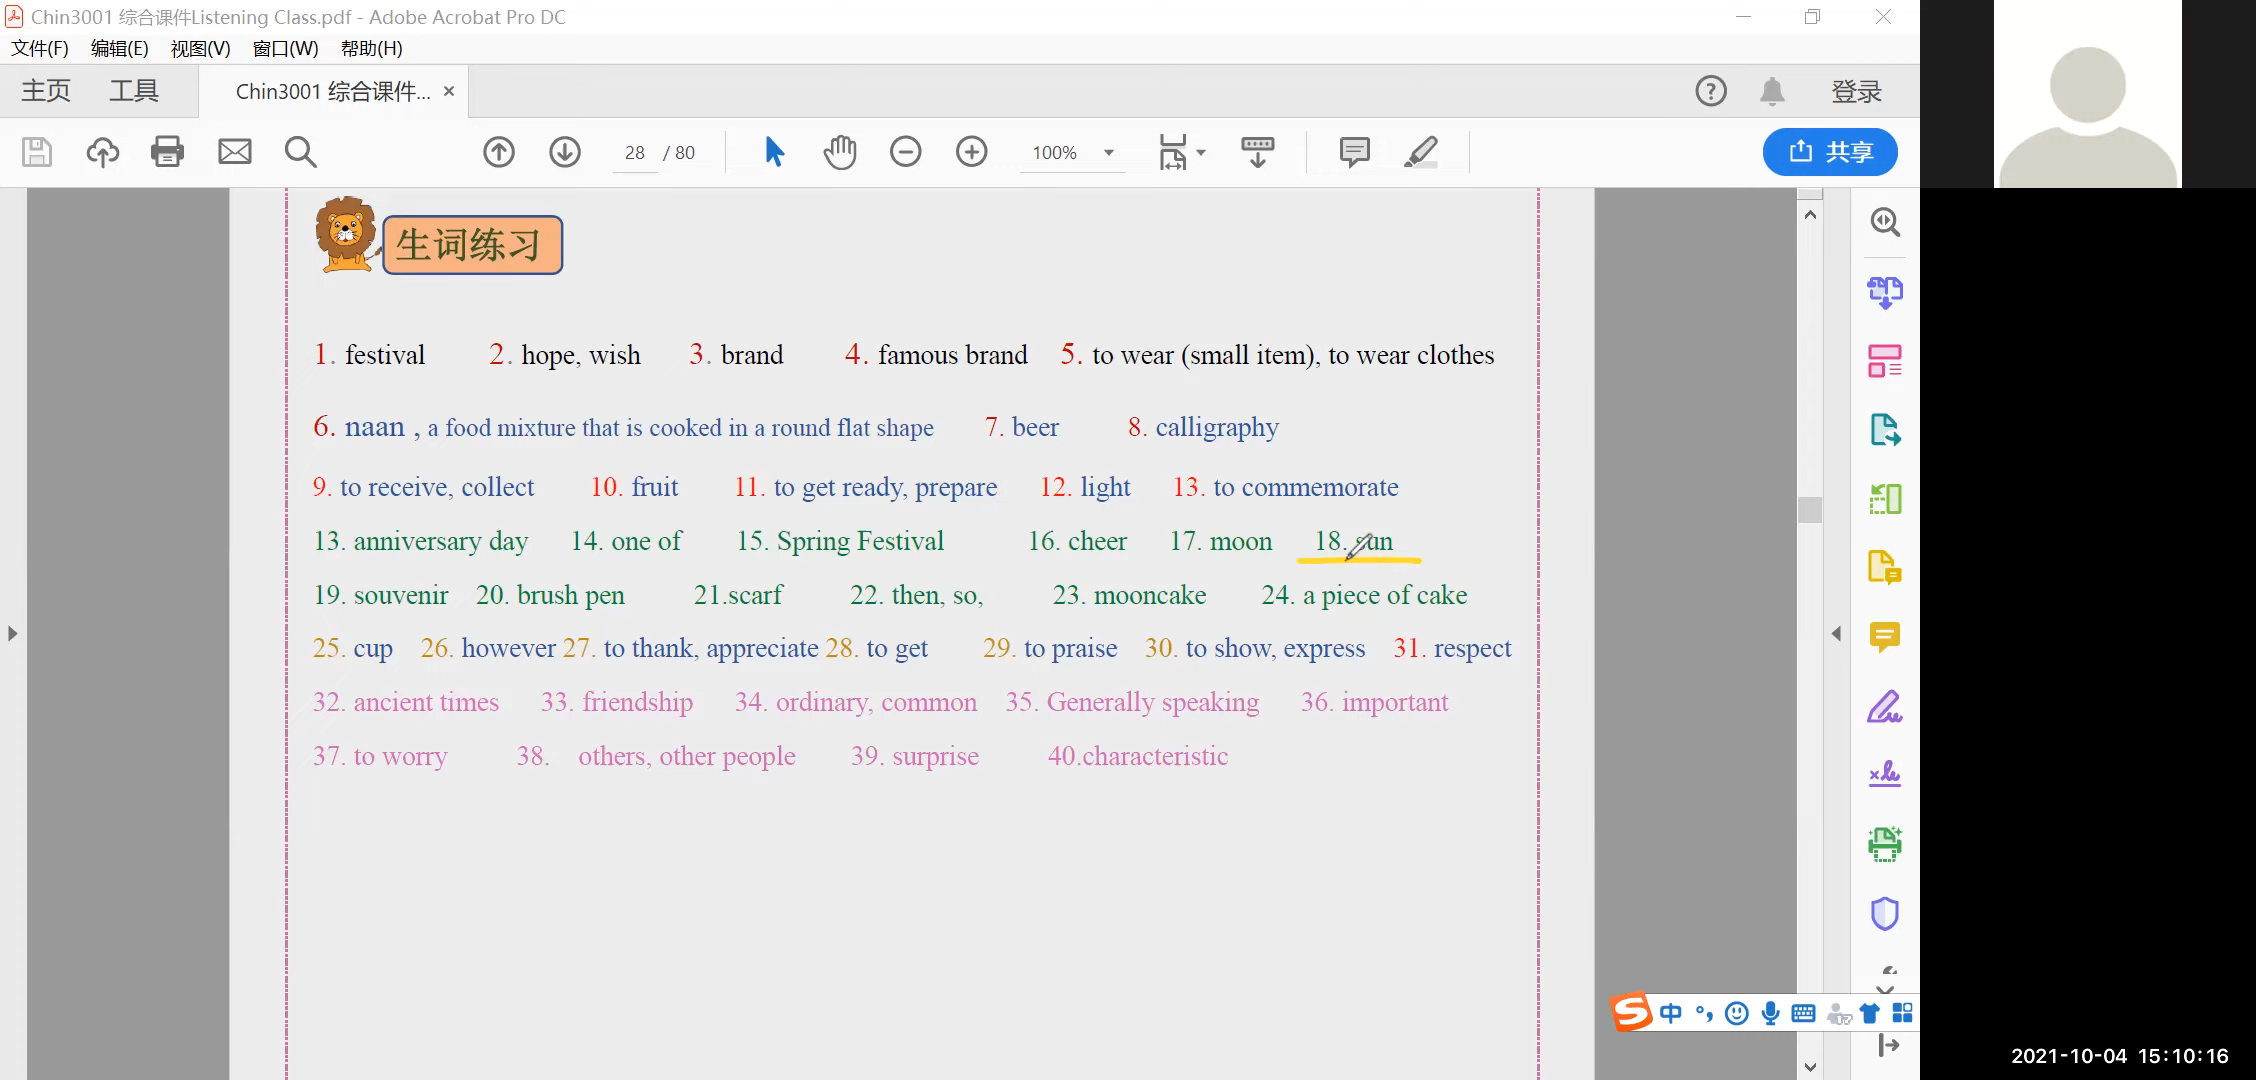 Chin3001 综合课件Listening Class.pdf - Adobe Acrobat Pro DC
文件(F) 编辑(E) 视图(V) 窗口(W) 帮助(H)
主页 工具 Chin3001 综合课件... × 登录
28 / 80 100% 共享
生词练习
1. festival 2. hope, wish 3. brand 4. famous brand 5. to wear (small item), to wear clothes
6. naan , a food mixture that is cooked in a round flat shape 7. beer 8. calligraphy
9. to receive, collect 10. fruit 11. to get ready, prepare 12. light 13. to commemorate
13. anniversary day 14. one of 15. Spring Festival 16. cheer 17. moon 18. sun
19. souvenir 20. brush pen 21.scarf 22. then, so, 23. mooncake 24. a piece of cake
25. cup 26. however 27. to thank, appreciate 28. to get 29. to praise 30. to show, express 31. respect
32. ancient times 33. friendship 34. ordinary, common 35. Generally speaking 36. important
37. to worry 38. others, other people 39. surprise 40.characteristic
中
2021-10-04 15:10:16